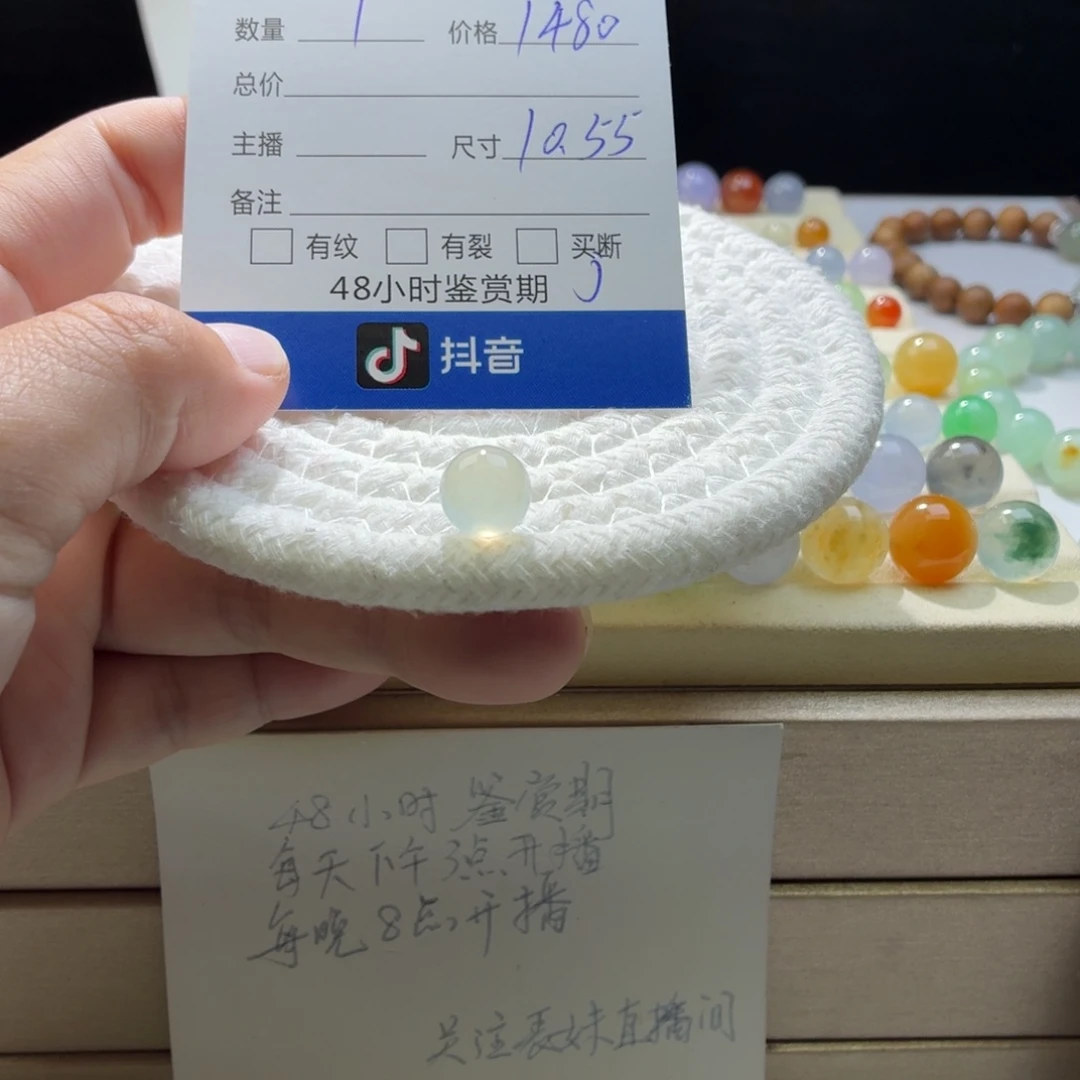 数量 1 价格 1480
总价
主播 尺寸 10.55
备注
有纹 有裂 买断
48小时鉴赏期
抖音
48小时鉴赏期
每天下午3点开播
每晚8点开播
关注表妹直播间